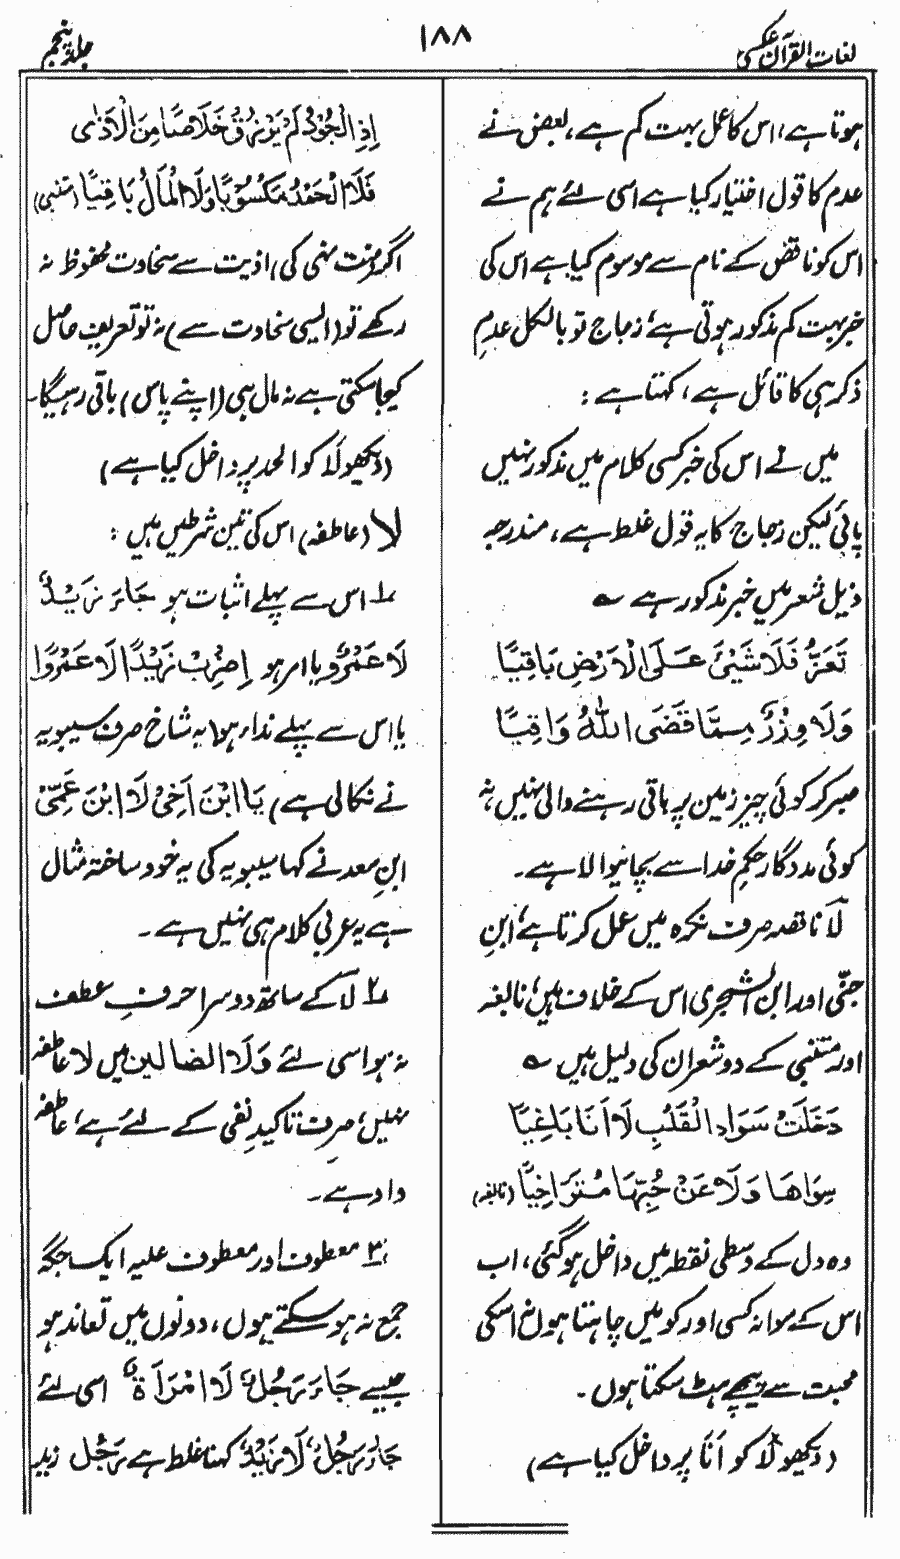 لغات القرآن عکسی
۱۸۸
جلد پنجم
ہوتا ہے، اس کا عمل بہت کم ہے، بعض نے
عدم کا قول اختیار کیا ہے اسی لئے ہم نے
اس کو ناقض کے نام سے موسوم کیا ہے اس کی
خبر بہت کم مذکور ہوتی ہے، زجاج تو بالکل عدمِ
ذکر ہی کا قائل ہے، کہتا ہے :
میں نے اس کی خبر کسی کلام میں مذکور نہیں
پائی لیکن زجاج کا یہ قول غلط ہے، مندرجہ
ذیل شعر میں خبر مذکور ہے ؎
تَعَزَّ فَلَا شَیْئٌ عَلَی الْاَرْضِ بَاقِیًا
وَلَا وِزْرٌ مِمَّا قَضَی اللّٰہُ وَاقِیًا
صبر کر کوئی چیز زمین پر باقی رہنے والی نہیں نہ
کوئی مددگار حکمِ خدا سے بچانیوالا ہے۔
لَا ناقصہ صرف نکرہ میں عمل کرتا ہے، ابنِ
جنّی اور ابن الشجری اس کے خلاف ہیں، نابغہ
اور متنبی کے دو شعر ان کی دلیل ہیں ؎
دَخَلَتْ سَوَادَ الْقَلْبِ لَا اَنَا بَاغِیًا
سِوَاھَا وَلَا عَنْ حُبِّہَا مُتَوَاخِیًا (نابغہ)
وہ دل کے وسطی نقطہ میں داخل ہوگئی، اب
اس کے سوا نہ کسی اور کو میں چاہتا ہوں نہ اسکی
محبت سے پیچھے ہٹ سکتا ہوں۔
(دیکھو لَا کو اَنَا پر داخل کیا ہے)
اِذِ الْجُوْدُ لَمْ یَرْزُقْ خَلَاصًا مِنَ الْاَذٰی
فَلَا الْحَمْدُ مَکْسُوْبًا وَلَا الْمَالُ بَاقِیًا (متنبی)
اگر منت نہی کی اذیت سے سخاوت محفوظ نہ
رکھے تو (ایسی سخاوت سے) نہ تو تعریف حاصل
کیجا سکتی ہے نہ مال ہی (اپنے پاس) باقی رہیگا۔
(دیکھو لَا کو الحمد پر داخل کیا ہے)
لا (عاطفہ) اس کی تین شرطیں ہیں :
۱ اس سے پہلے اثبات ہو جَاءَ زَیْدٌ
لَا عَمْرٌو یا امر ہو اِضْرِبْ زَیْدًا لَا عَمْرًوا
یا اس سے پہلے نداء ہو (یہ شاخ صرف سیبویہ
نے نکالی ہے) یَا ابْنَ اَخِیْ لَا ابْنَ عَمِّیْ
ابنِ سعد نے کہا سیبویہ کی یہ خود ساختہ مثال
ہے یہ عربی کلام ہی نہیں ہے۔
۲ لَا کے ساتھ دوسرا حرفِ عطف
نہ ہو اسی لئے وَلَا الضالین میں لا عاطفہ
نہیں، صرف تاکیدِ نفی کے لئے ہے، عاطفہ
واو ہے۔
۳ معطوف اور معطوف علیہ ایک جگہ
جمع نہ ہو سکتے ہوں، دونوں میں تعاند ہو
جیسے جَاءَ رَجُلٌ لَا امْرَأَۃٌ اسی لئے
جَاءَ رَجُلٌ لَا زَیْدٌ کہنا غلط ہے رَجُل زید